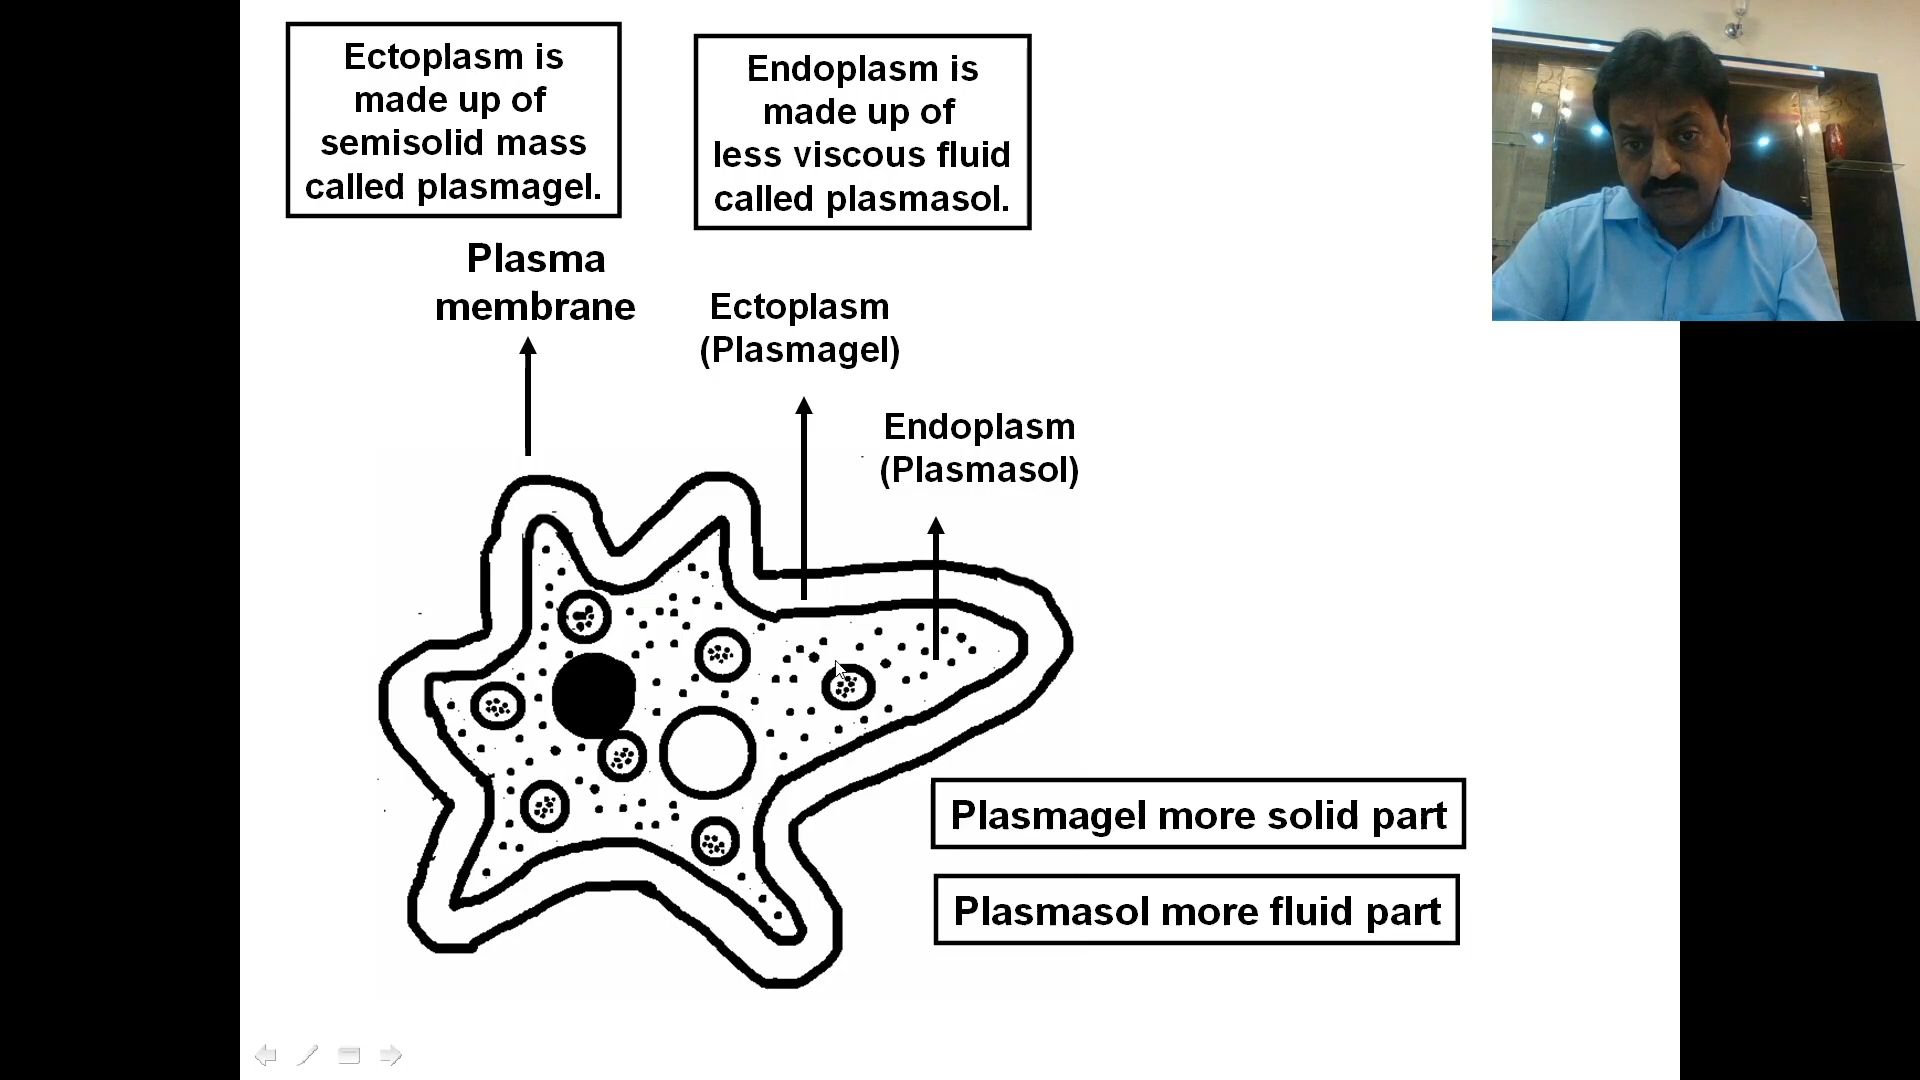 Ectoplasm is
made up of
semisolid mass
called plasmagel.
Endoplasm is
made up of
less viscous fluid
called plasmasol.
Plasma
membrane
Ectoplasm
(Plasmagel)
Endoplasm
(Plasmasol)
Plasmagel more solid part
Plasmasol more fluid part